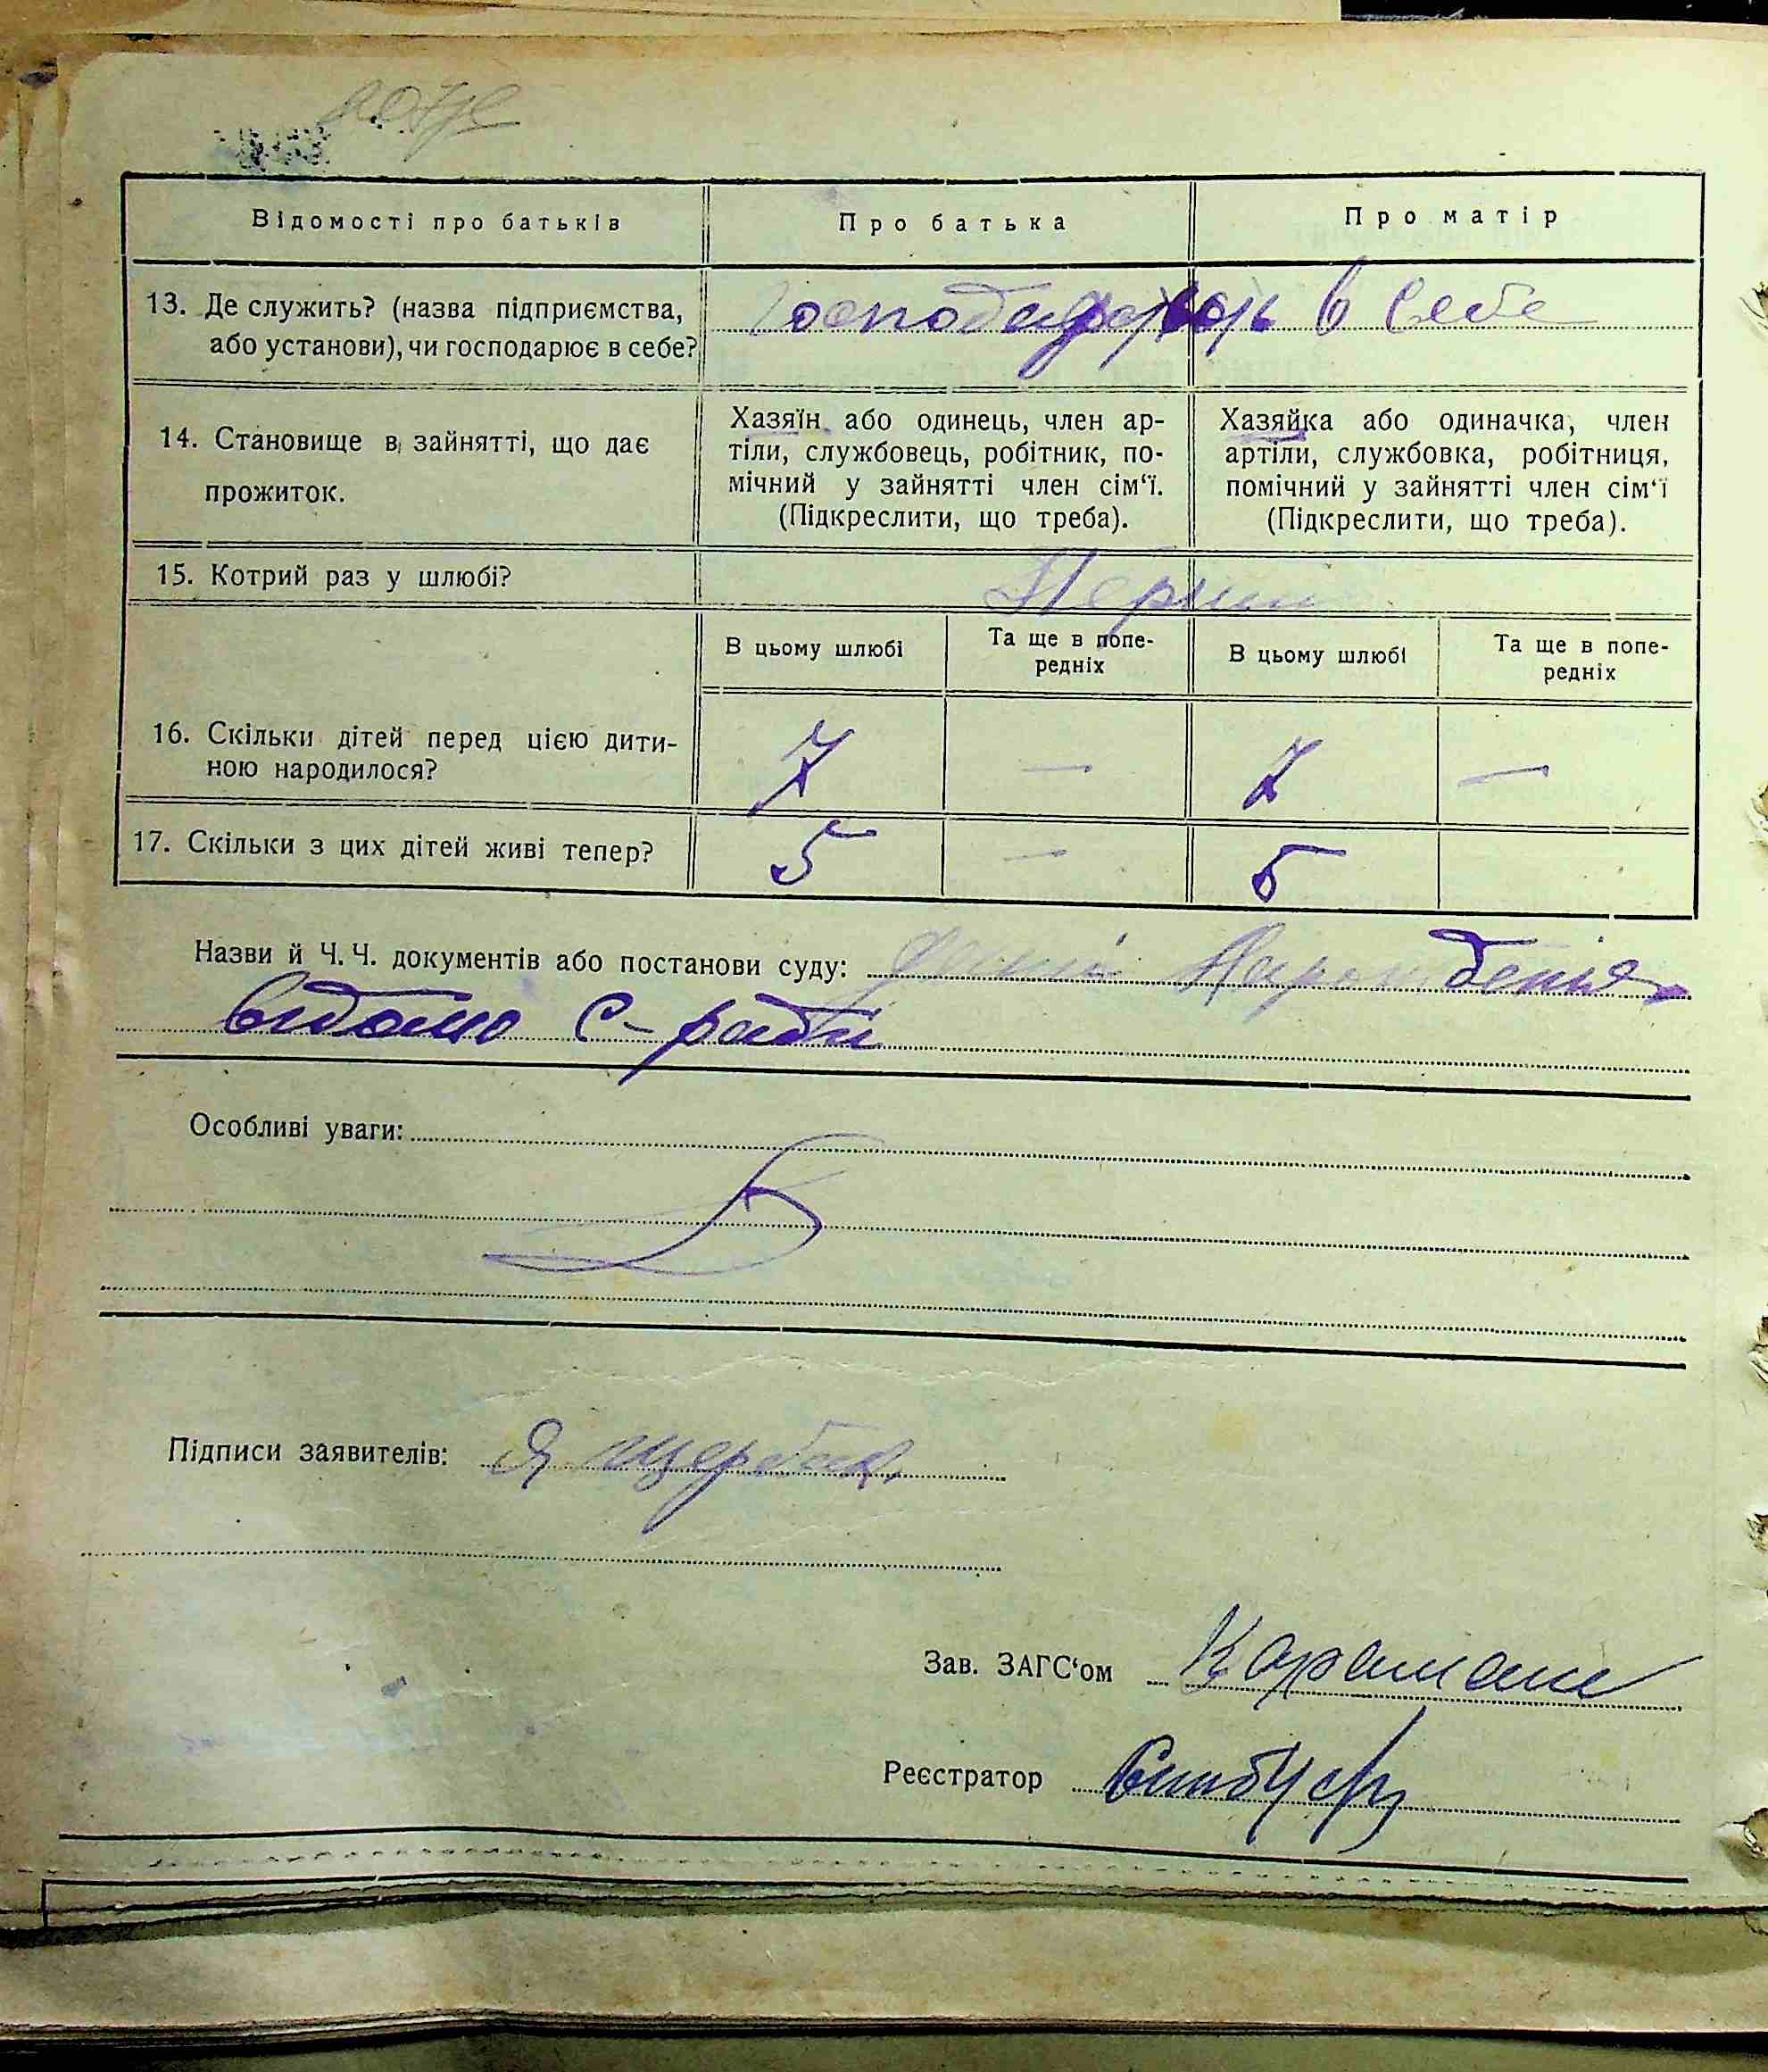 Відомості про батьків
Про батька
Про матір
13. Де служить? (назва підприємства, або установи), чи господарює в себе?
Господарюють в себе
14. Становище в зайнятті, що дає прожиток.
Хазяїн або одинець, член ар-
тіли, службовець, робітник, по-
мічний у зайнятті член сім‘ї.
(Підкреслити, що треба).
Хазяйка або одиначка, член
артіли, службовка, робітниця,
помічний у зайнятті член сім‘ї
(Підкреслити, що треба).
15. Котрий раз у шлюбі?
В цьому шлюбі
Та ще в попе-
редніх
В цьому шлюбі
Та ще в попе-
редніх
16. Скільки дітей перед цією дити-
ною народилося?
7 — 7 —
17. Скільки з цих дітей живі тепер?
5 — 5
Назви й Ч. Ч. документів або постанови суду:
відомо С-раді
Особливі уваги:
Підписи заявителів: Я Щербак
Зав. ЗАГС‘ом Караман
Реєстратор